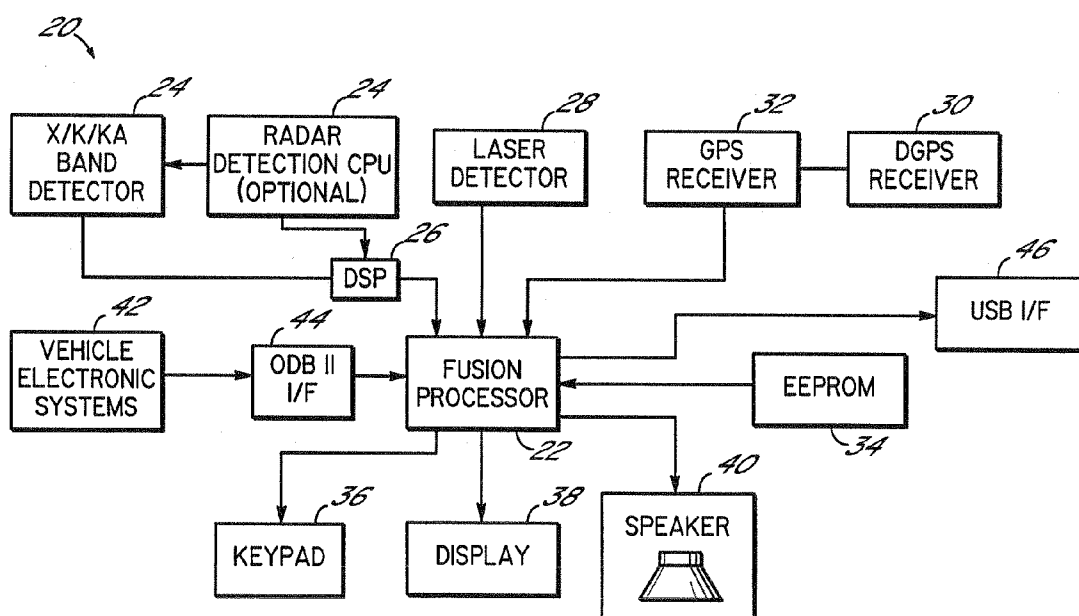 20
24
24
28
32
30
X/K/KA
BAND
DETECTOR
RADAR
DETECTION CPU
(OPTIONAL)
LASER
DETECTOR
GPS
RECEIVER
DGPS
RECEIVER
26
DSP
46
USB I/F
42
VEHICLE
ELECTRONIC
SYSTEMS
44
ODB II
I/F
FUSION
PROCESSOR
22
EEPROM
34
36
KEYPAD
38
DISPLAY
40
SPEAKER